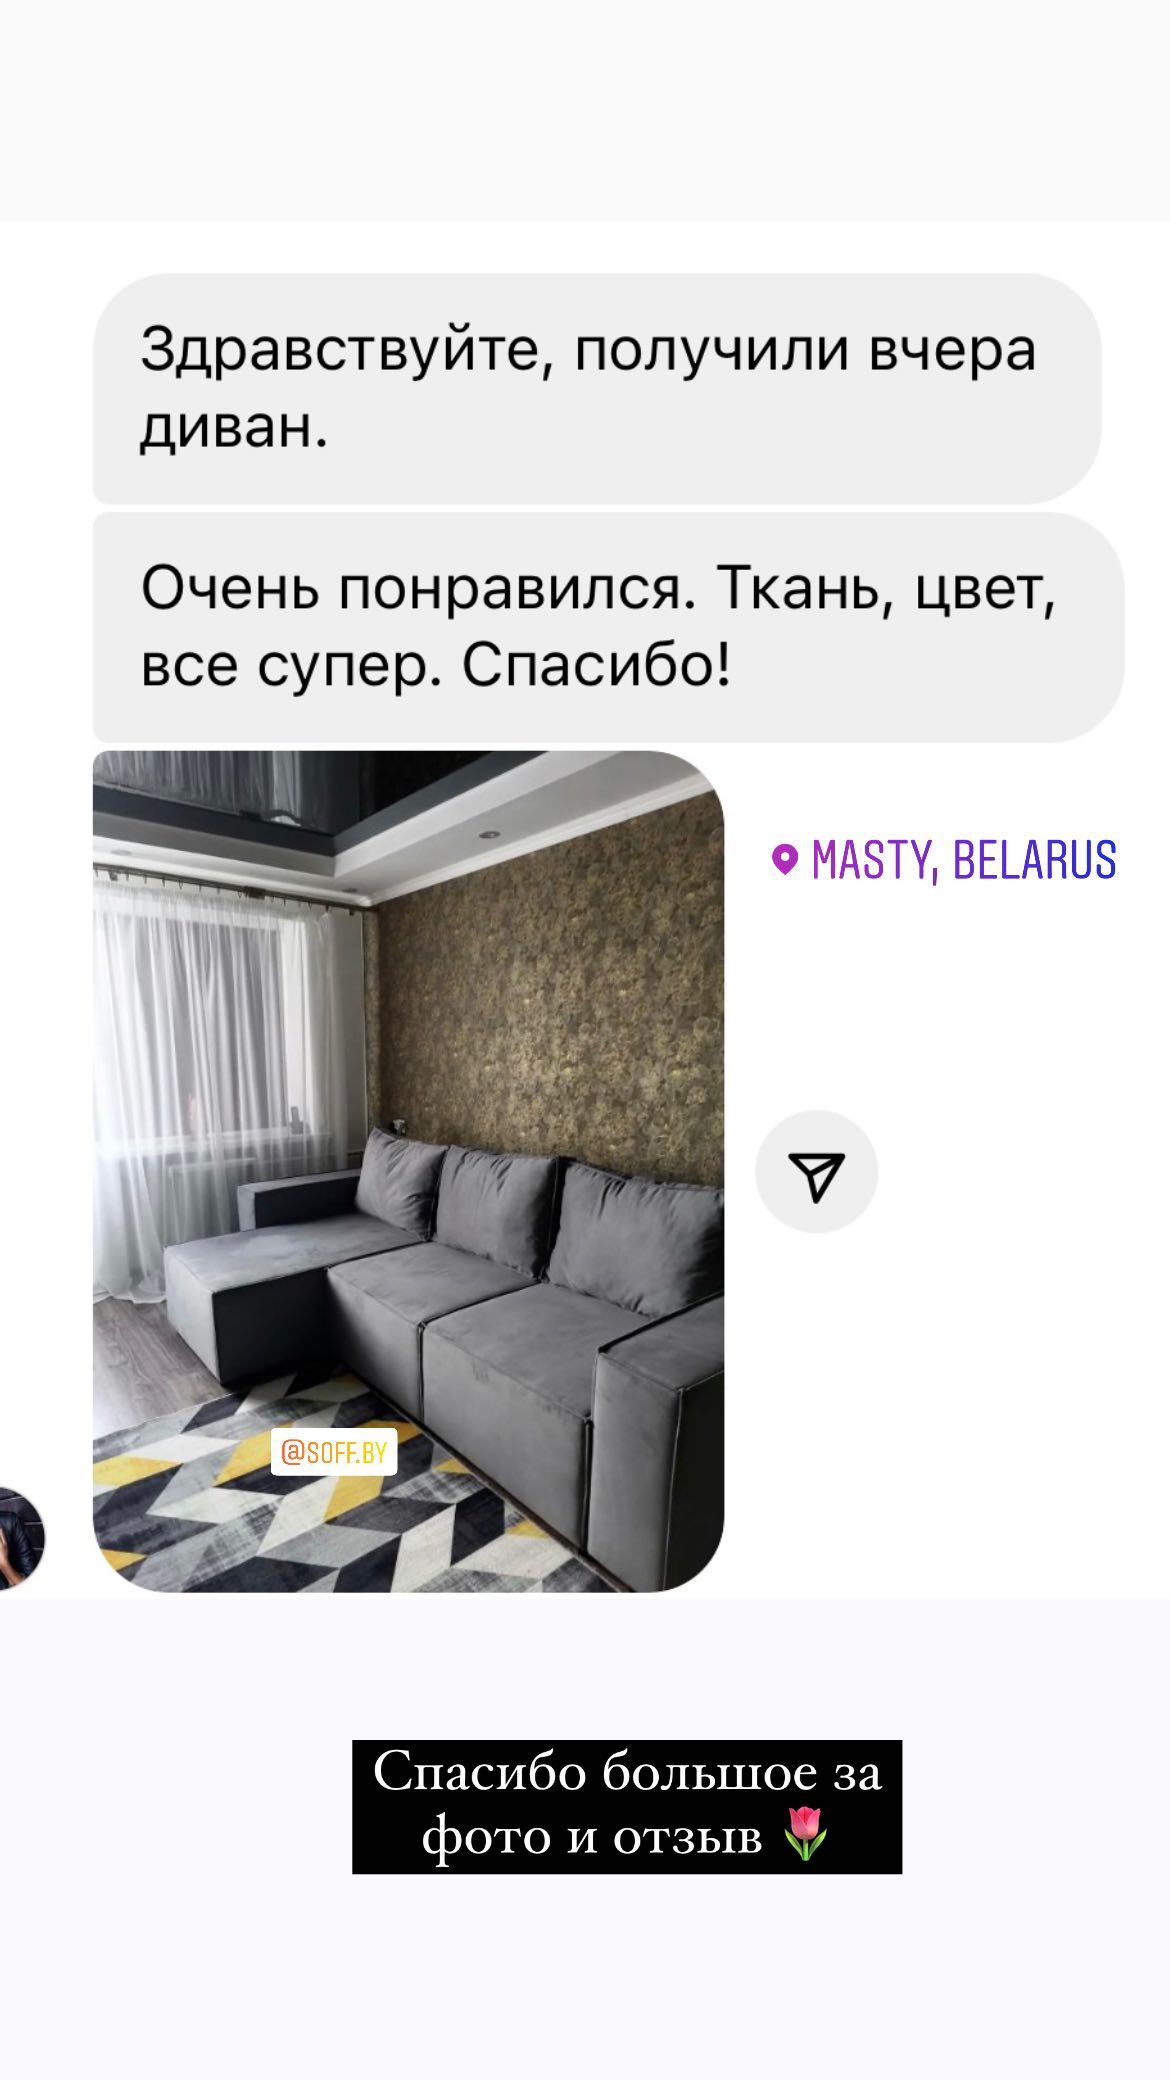 Здравствуйте, получили вчера
диван.
Очень понравился. Ткань, цвет,
все супер. Спасибо!
MASTY, BELARUS
@SOFF.BY
Спасибо большое за
фото и отзыв 🌷